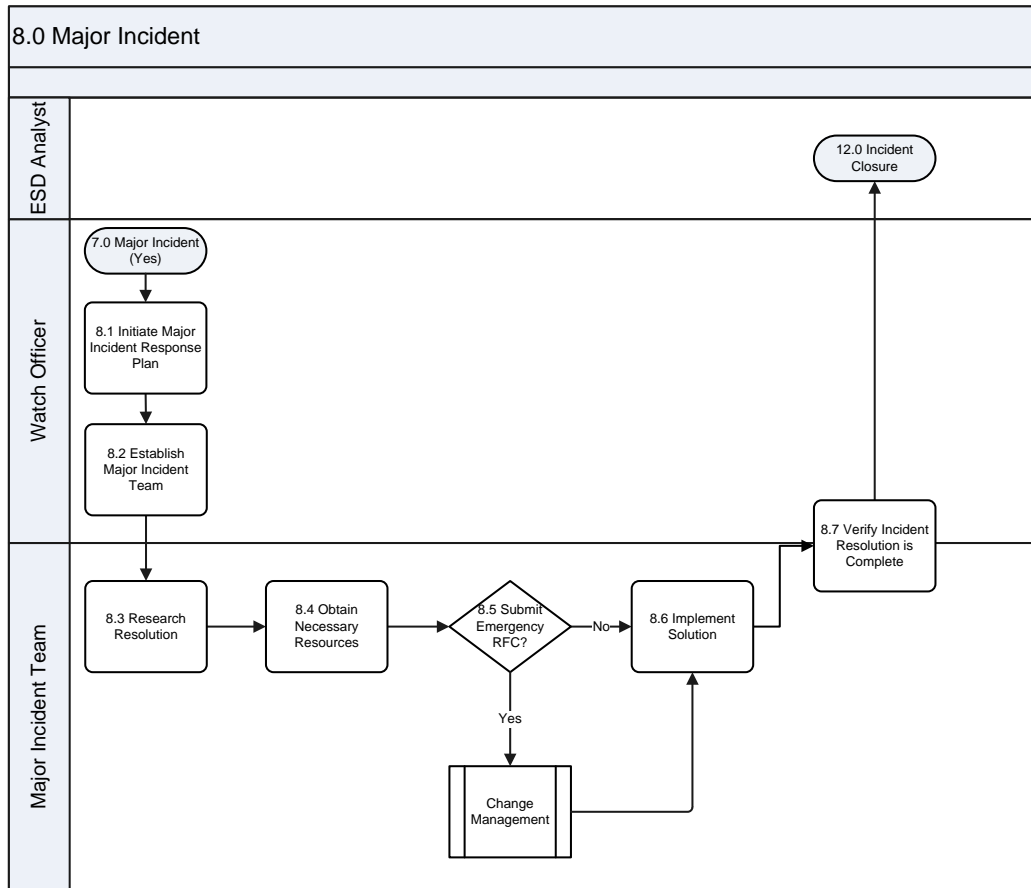 8.0 Major Incident
ESD Analyst
12.0 Incident
Closure
Watch Officer
7.0 Major Incident
(Yes)
8.1 Initiate Major
Incident Response
Plan
8.2 Establish
Major Incident
Team
8.7 Verify Incident
Resolution is
Complete
Major Incident Team
8.3 Research
Resolution
8.4 Obtain
Necessary
Resources
8.5 Submit
Emergency
RFC?
No
8.6 Implement
Solution
Yes
Change
Management